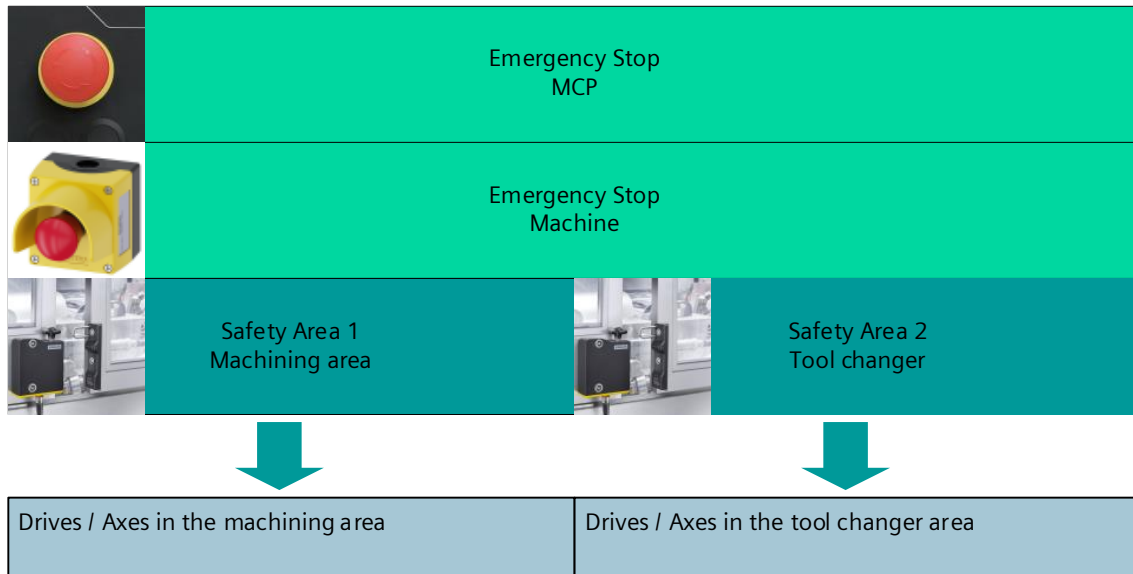 Emergency Stop
MCP
Emergency Stop
Machine
Safety Area 1
Machining area
Safety Area 2
Tool changer
Drives / Axes in the machining area
Drives / Axes in the tool changer area